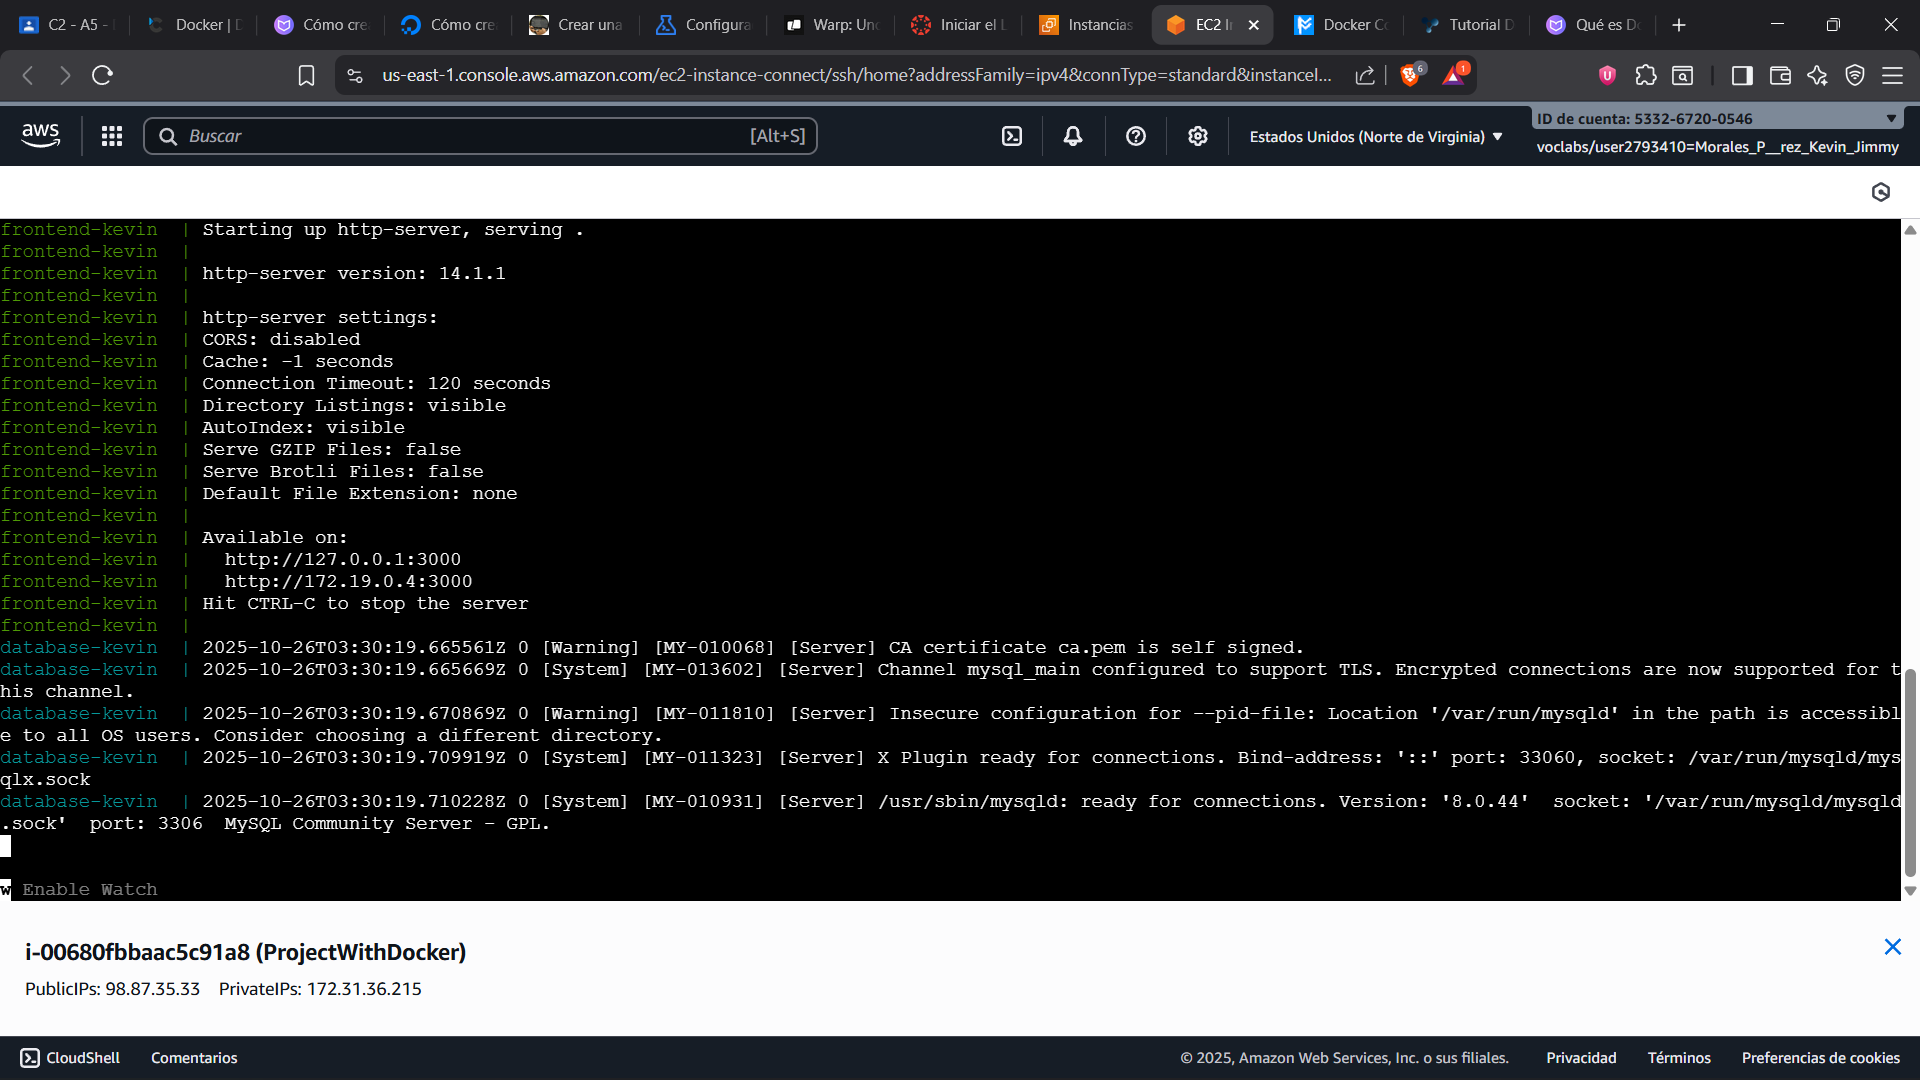 C2 - A5 -
Docker | D
Cómo cre
Cómo cre
Crear una
Configura
Warp: Un
Iniciar el L
Instancias
EC2 I
Docker C
Tutorial D
Qué es D
us-east-1.console.aws.amazon.com/ec2-instance-connect/ssh/home?addressFamily=ipv4&connType=standard&instanceI...
6
1
aws
Buscar
[Alt+S]
Estados Unidos (Norte de Virginia)
ID de cuenta: 5332-6720-0546
voclabs/user2793410=Morales_P__rez_Kevin_Jimmy
frontend-kevin  | Starting up http-server, serving .
frontend-kevin  |
frontend-kevin  | http-server version: 14.1.1
frontend-kevin  |
frontend-kevin  | http-server settings:
frontend-kevin  | CORS: disabled
frontend-kevin  | Cache: -1 seconds
frontend-kevin  | Connection Timeout: 120 seconds
frontend-kevin  | Directory Listings: visible
frontend-kevin  | AutoIndex: visible
frontend-kevin  | Serve GZIP Files: false
frontend-kevin  | Serve Brotli Files: false
frontend-kevin  | Default File Extension: none
frontend-kevin  |
frontend-kevin  | Available on:
frontend-kevin  |   http://127.0.0.1:3000
frontend-kevin  |   http://172.19.0.4:3000
frontend-kevin  | Hit CTRL-C to stop the server
frontend-kevin  |
database-kevin  | 2025-10-26T03:30:19.665561Z 0 [Warning] [MY-010068] [Server] CA certificate ca.pem is self signed.
database-kevin  | 2025-10-26T03:30:19.665669Z 0 [System] [MY-013602] [Server] Channel mysql_main configured to support TLS. Encrypted connections are now supported for t
his channel.
database-kevin  | 2025-10-26T03:30:19.670869Z 0 [Warning] [MY-011810] [Server] Insecure configuration for --pid-file: Location '/var/run/mysqld' in the path is accessibl
e to all OS users. Consider choosing a different directory.
database-kevin  | 2025-10-26T03:30:19.709919Z 0 [System] [MY-011323] [Server] X Plugin ready for connections. Bind-address: '::' port: 33060, socket: /var/run/mysqld/mys
qlx.sock
database-kevin  | 2025-10-26T03:30:19.710228Z 0 [System] [MY-010931] [Server] /usr/sbin/mysqld: ready for connections. Version: '8.0.44'  socket: '/var/run/mysqld/mysqld
.sock'  port: 3306  MySQL Community Server - GPL.
w Enable Watch
i-00680fbbaac5c91a8 (ProjectWithDocker)
PublicIPs: 98.87.35.33    PrivateIPs: 172.31.36.215
CloudShell
Comentarios
© 2025, Amazon Web Services, Inc. o sus filiales.
Privacidad
Términos
Preferencias de cookies